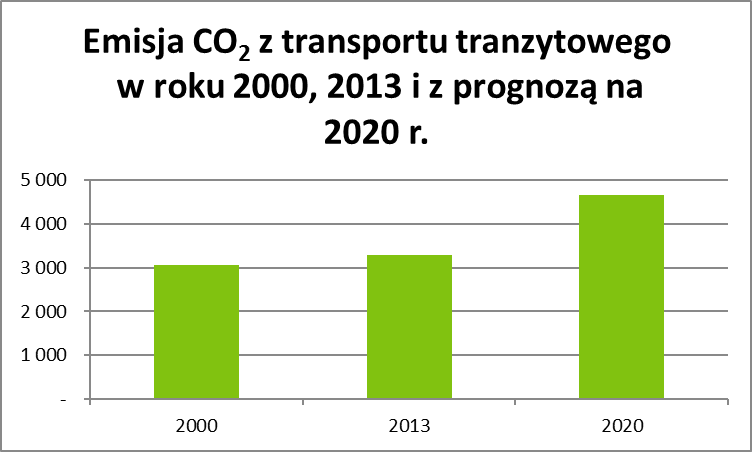 Emisja CO₂ z transportu tranzytowego
w roku 2000, 2013 i z prognozą na
2020 r.
5 000
4 000
3 000
2 000
1 000
-
2000 2013 2020